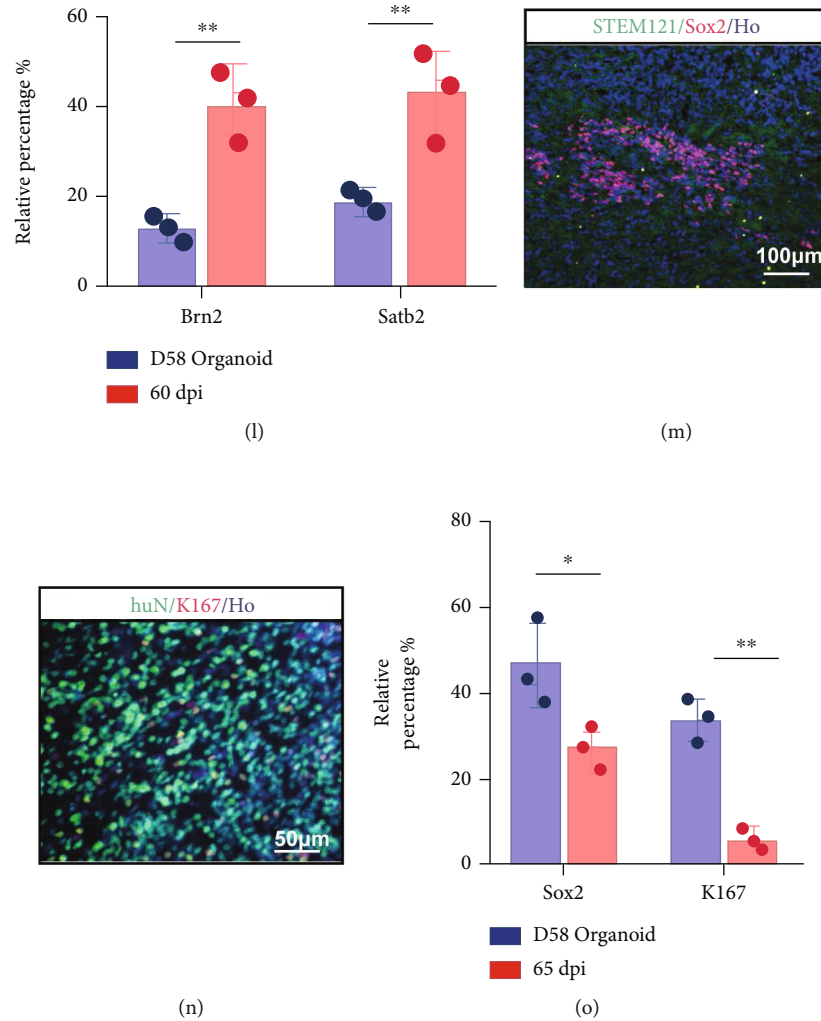 60
40
20
0
Relative percentage %
**
**
Brn2
Satb2
D58 Organoid
60 dpi
(l)
STEM121/Sox2/Ho
100μm
(m)
huN/K167/Ho
50μm
(n)
80
60
40
20
0
Relative
percentage %
*
**
Sox2
K167
D58 Organoid
65 dpi
(o)